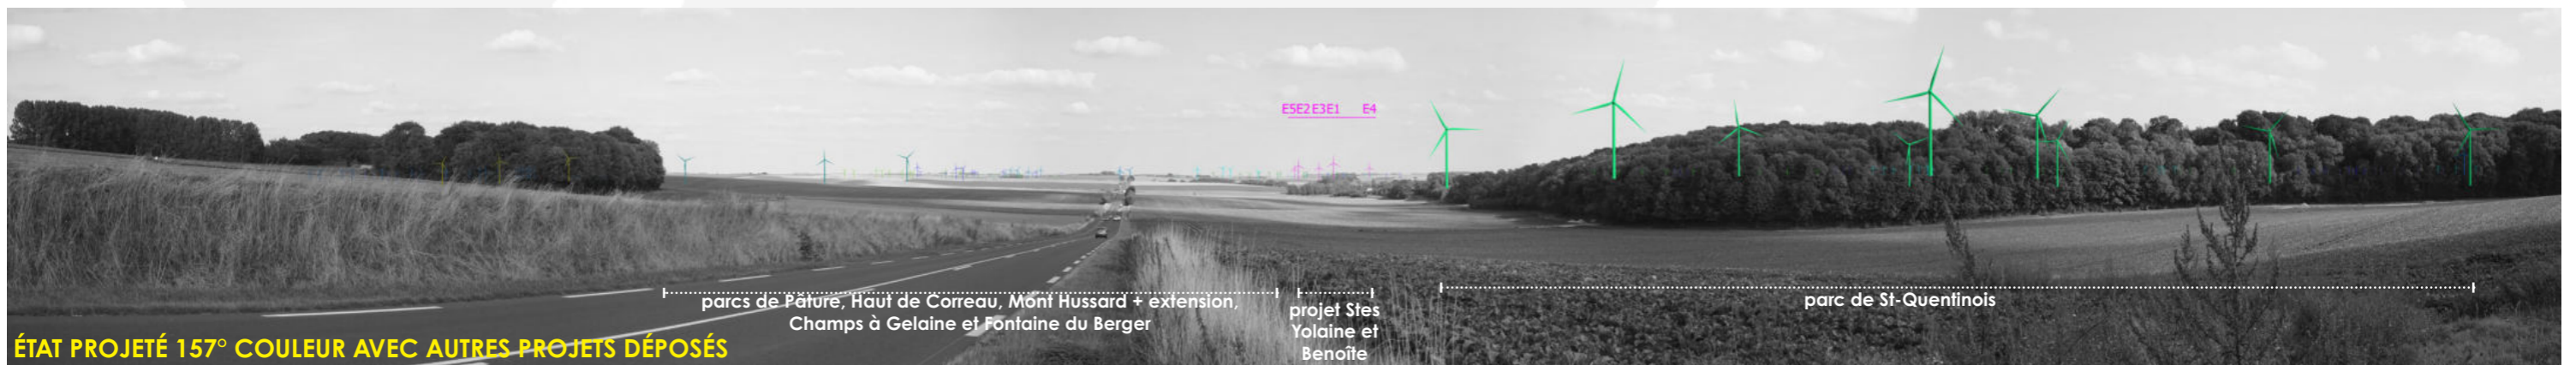 E5E2E3E1 E4
parcs de Pâture, Haut de Correau, Mont Hussard + extension,
Champs à Gelaine et Fontaine du Berger
projet Stes
Yolaine et
Benoîte
parc de St-Quentinois
ÉTAT PROJETÉ 157° COULEUR AVEC AUTRES PROJETS DÉPOSÉS